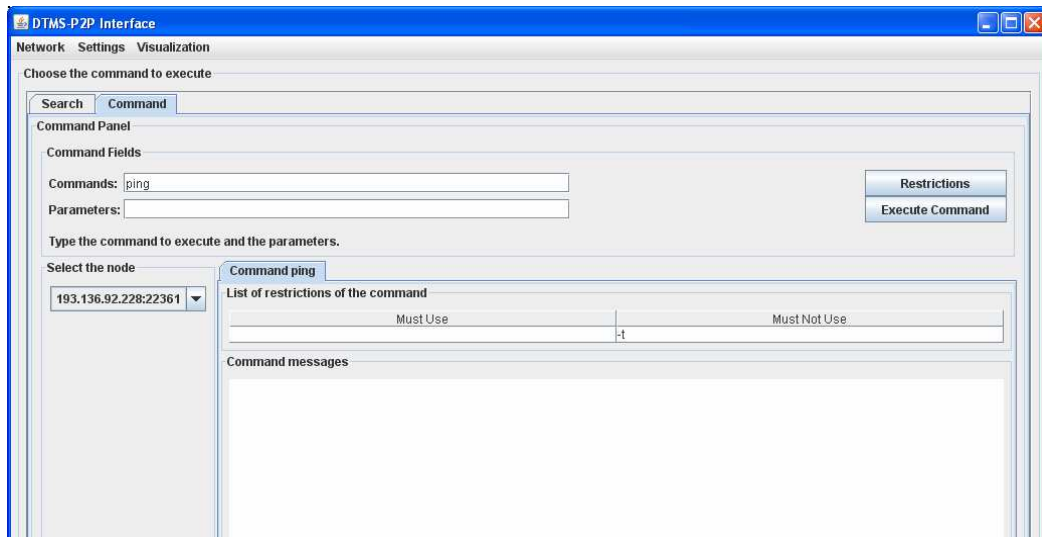 DTMS-P2P Interface
Network Settings Visualization
Choose the command to execute
Search Command
Command Panel
Command Fields
Commands: ping
Restrictions
Parameters:
Execute Command
Type the command to execute and the parameters.
Select the node
Command ping
193.136.92.228:22361
List of restrictions of the command
Must Use Must Not Use
-t
Command messages